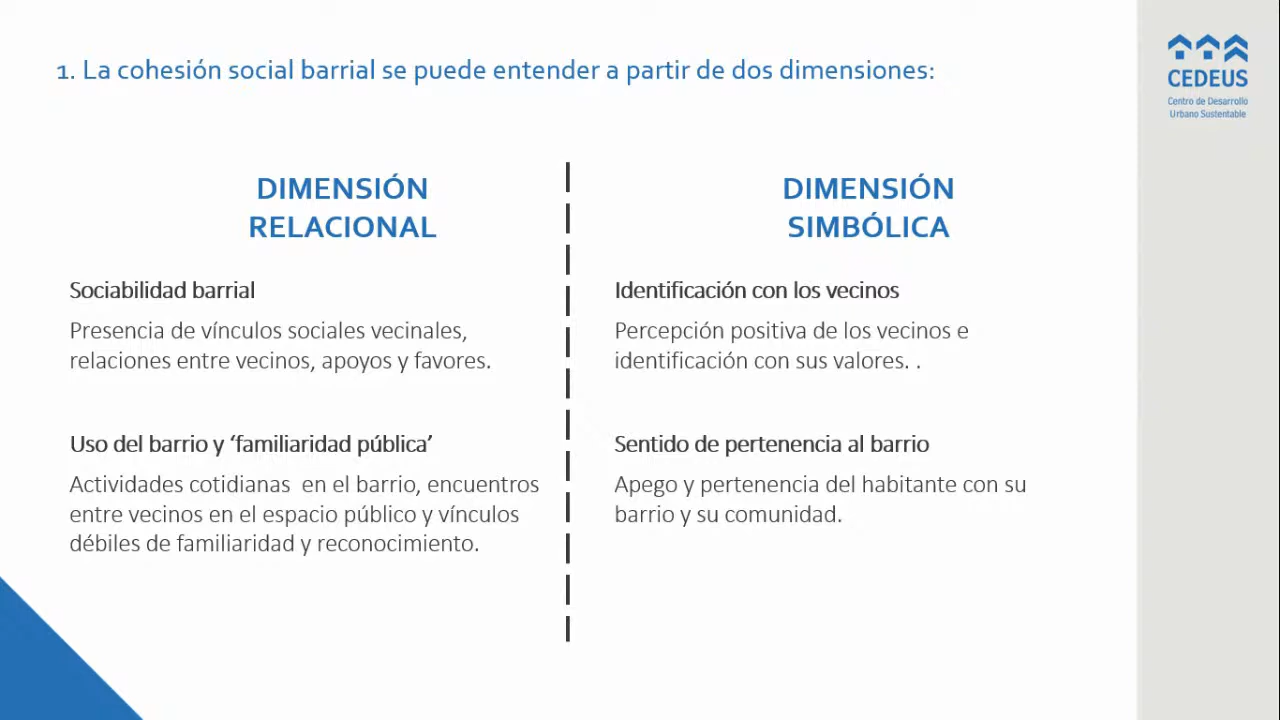 1. La cohesión social barrial se puede entender a partir de dos dimensiones:
CEDEUS
Centro de Desarrollo
Urbano Sustentable
DIMENSIÓN
RELACIONAL
Sociabilidad barrial
Presencia de vínculos sociales vecinales,
relaciones entre vecinos, apoyos y favores.
Uso del barrio y ‘familiaridad pública’
Actividades cotidianas  en el barrio, encuentros
entre vecinos en el espacio público y vínculos
débiles de familiaridad y reconocimiento.
DIMENSIÓN
SIMBÓLICA
Identificación con los vecinos
Percepción positiva de los vecinos e
identificación con sus valores. .
Sentido de pertenencia al barrio
Apego y pertenencia del habitante con su
barrio y su comunidad.